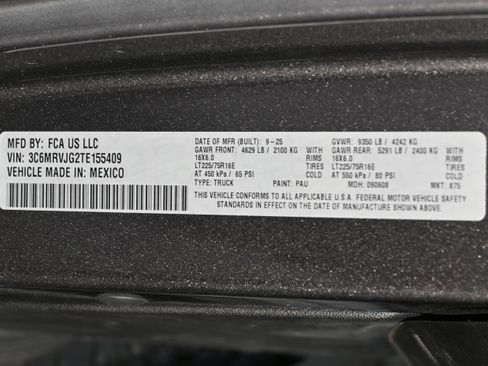 MFD BY: FCA US LLC
VIN: 3C6MRVJG2TE155409
VEHICLE MADE IN: MEXICO
DATE OF MFR (BUILT): 9-25 GVWR: 9350 LB / 4242 KG
GAWR FRONT: 4629 LB / 2100 KG GAWR REAR: 5291 LB / 2400 KG
16X6.0 RIMS 16X6.0 RIMS
LT225/75R16E TIRES LT225/75R16E TIRES
AT 450 kPa / 65 PSI COLD AT 550 kPa / 80 PSI COLD
TYPE: TRUCK PAINT: PAU MDH: 090608 MKT: 875
THIS VEHICLE CONFORMS TO ALL APPLICABLE U.S.A. FEDERAL MOTOR VEHICLE SAFETY
STANDARDS IN EFFECT ON THE DATE OF MANUFACTURE SHOWN ABOVE.